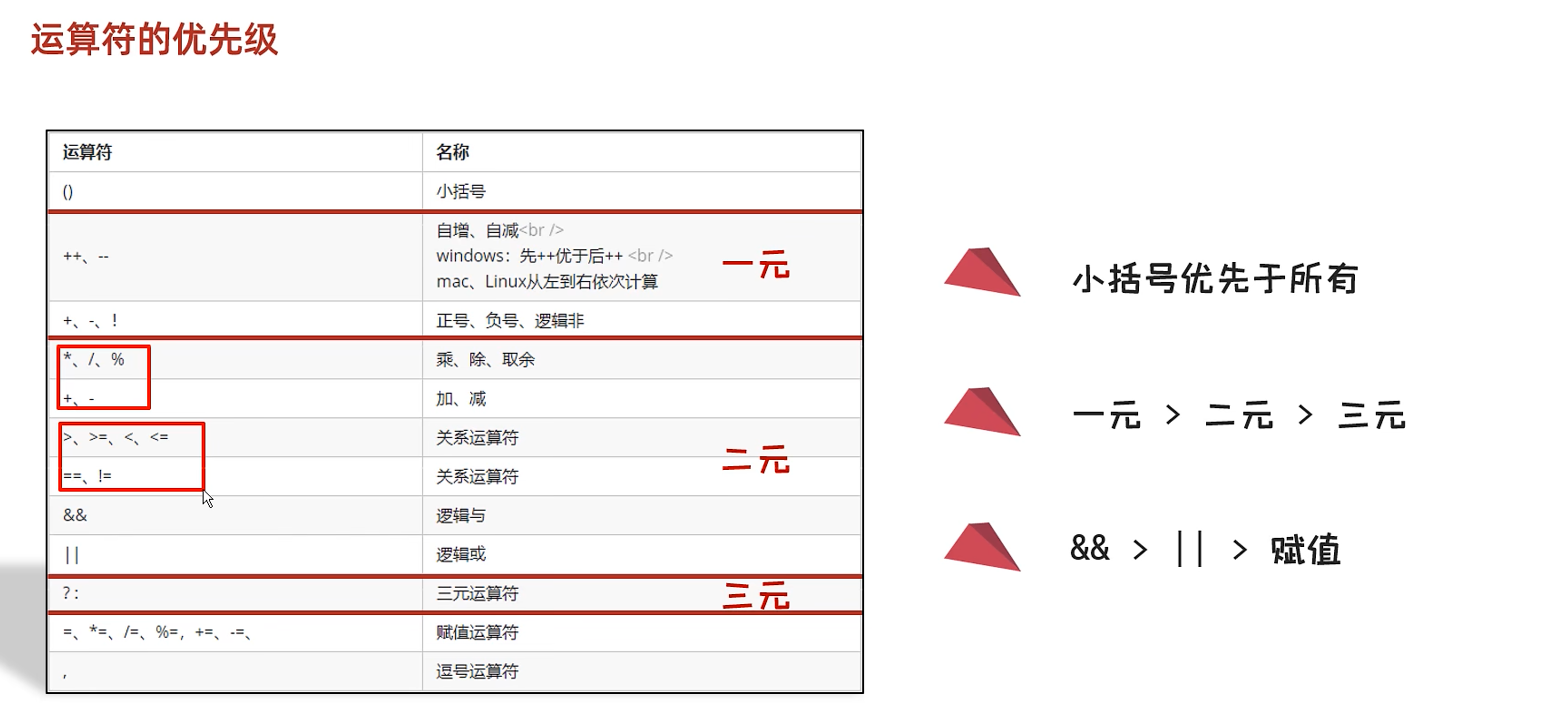 运算符的优先级
运算符 名称
() 小括号
++、-- 自增、自减<br />
windows：先++优于后++ <br />
mac、Linux从左到右依次计算
一元
+、-、! 正号、负号、逻辑非
*、/、% 乘、除、取余
+、- 加、减
>、>=、<、<= 关系运算符
二元
==、!= 关系运算符
&& 逻辑与
|| 逻辑或
? : 三元运算符 三元
=、*=、/=、%=，+=、-=、 赋值运算符
, 逗号运算符
小括号优先于所有
一元 > 二元 > 三元
&& > || > 赋值